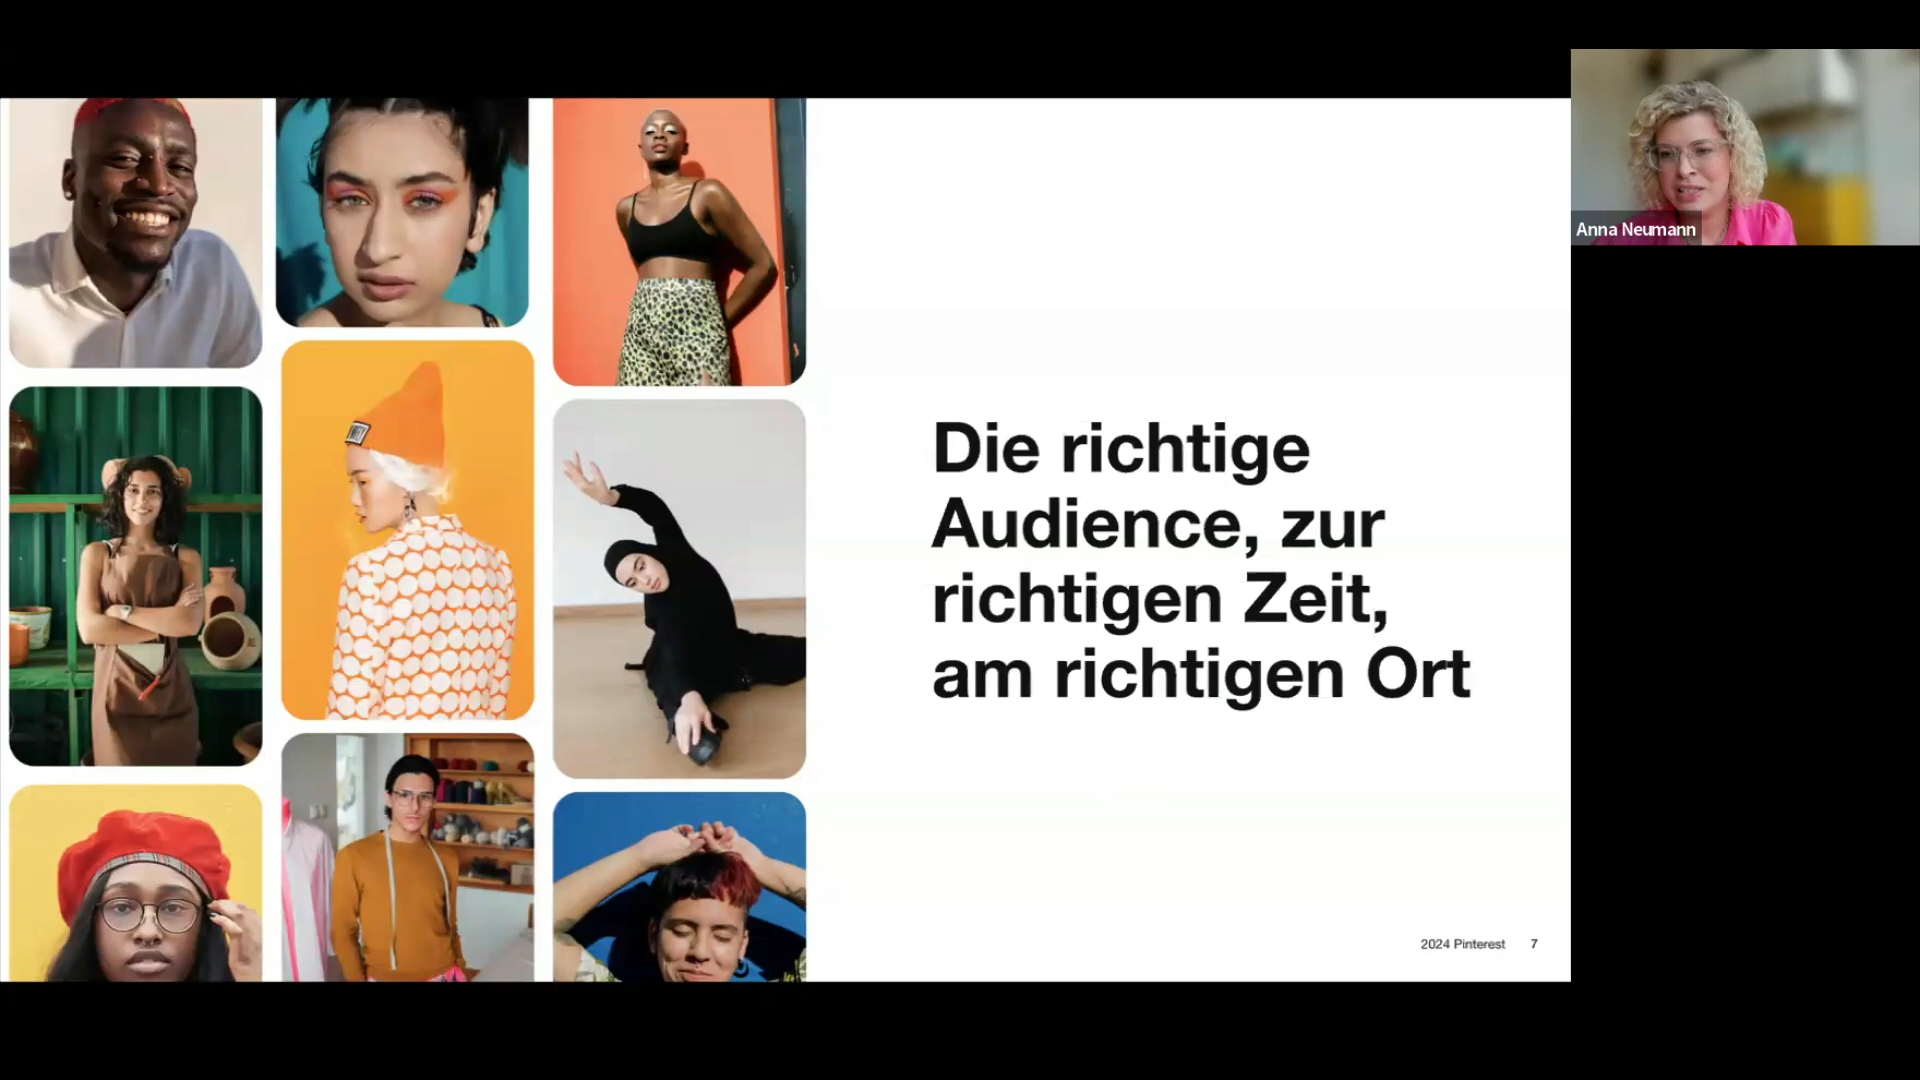 Die richtige
Audience, zur
richtigen Zeit,
am richtigen Ort
2024 Pinterest 7
Anna Neumann